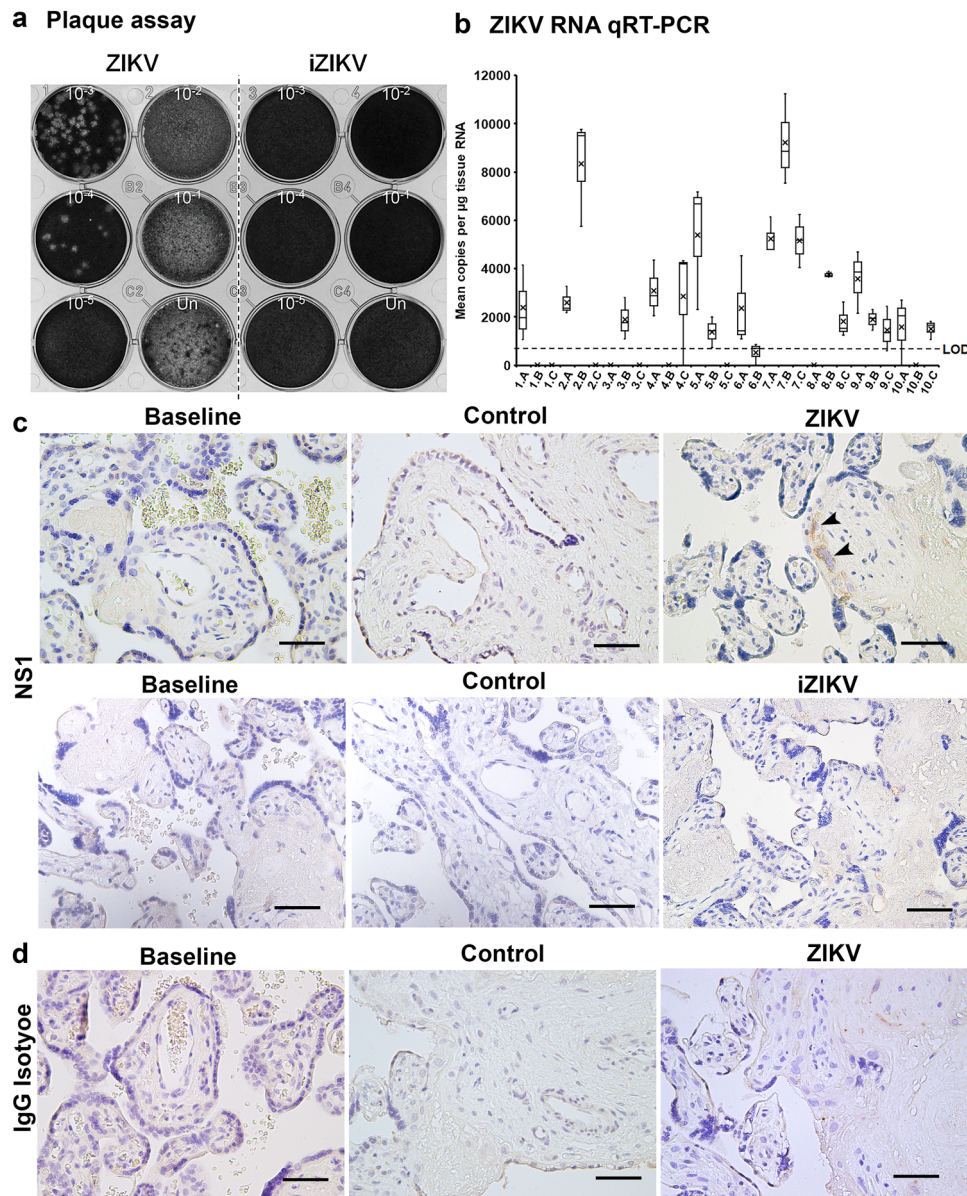 a Plaque assay
ZIKV iZIKV
1 10-3 2 10-2 3 10-3 4 10-2
10-4 B2 10-1 B3 10-4 B4 10-1
10-5 C2 Un C3 10-5 C4 Un
b ZIKV RNA qRT-PCR
Mean copies per µg tissue RNA
12000
10000
8000
6000
4000
2000
0
LOD
1.A 1.B 1.C 2.A 2.B 2.C 3.A 3.B 3.C 4.A 4.B 4.C 5.A 5.B 5.C 6.A 6.B 7.A 7.B 7.C 8.A 8.B 8.C 9.A 9.B 9.C 10.A 10.B 10.C
c
Baseline Control ZIKV
NS1
Baseline Control iZIKV
d
Baseline Control ZIKV
IgG Isotyoe